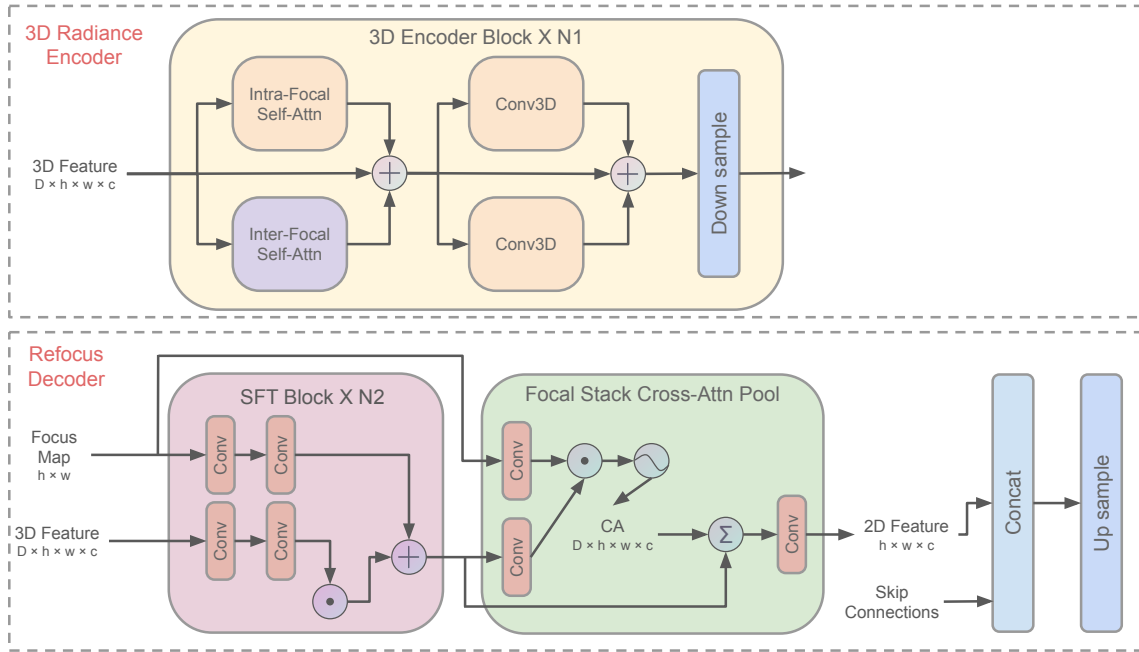 3D Radiance
Encoder
3D Encoder Block X N1
Intra-Focal
Self-Attn
Conv3D
3D Feature
D × h × w × c
Inter-Focal
Self-Attn
Conv3D
Down sample
Refocus
Decoder
SFT Block X N2
Focal Stack Cross-Attn Pool
Focus
Map
h × w
Conv
Conv
3D Feature
D × h × w × c
Conv
Conv
Conv
Conv
CA
D × h × w × c
Σ
Conv
2D Feature
h × w × c
Skip
Connections
Concat
Up sample